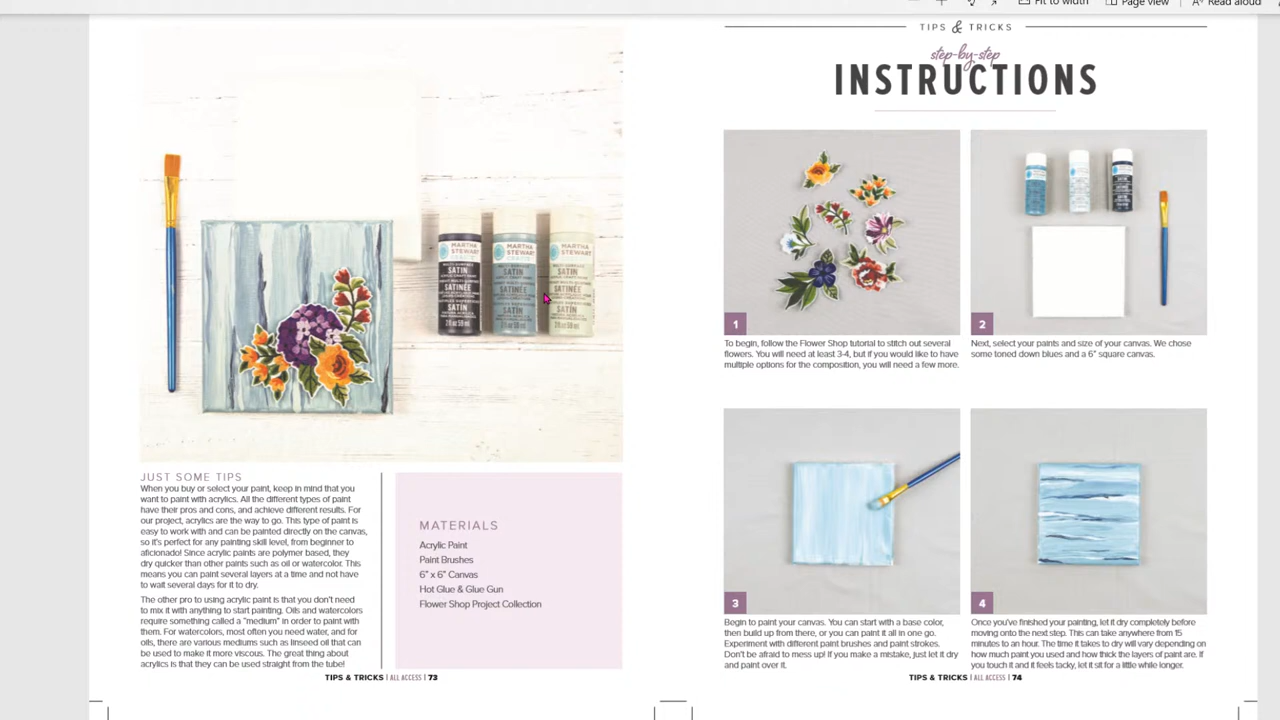 Fit to width
Page view
Read aloud
MARTHA
STEWART
SATIN
SATINÉE
SATIN
2 fl oz/59 ml
MARTHA
STEWART
SATIN
SATINÉE
SATIN
2 fl oz/59 ml
MARTHA
STEWART
SATIN
SATINÉE
SATIN
2 fl oz/59 ml
JUST SOME TIPS
When you buy or select your paint, keep in mind that you
want to paint with acrylics. All the different types of paint
have their pros and cons, and achieve different results. For
our project, acrylics are the way to go. This type of paint is
easy to work with and can be painted directly on the canvas,
so it's perfect for any painting skill level, from beginner to
aficionado! Since acrylic paints are polymer based, they
dry quicker than other paints such as oil or watercolor. This
means you can paint several layers at a time and not have
to wait several days for it to dry.
The other pro to using acrylic paint is that you don't need
to mix it with anything to start painting. Oils and watercolors
require something called a "medium" in order to paint with
them. For watercolors, most often you need water, and for
oils, there are various mediums such as linseed oil that can
be used to make it more viscous. The great thing about
acrylics is that they can be used straight from the tube!
MATERIALS
Acrylic Paint
Paint Brushes
6" x 6" Canvas
Hot Glue & Glue Gun
Flower Shop Project Collection
TIPS & TRICKS | ALL ACCESS | 73
TIPS & TRICKS
step-by-step
INSTRUCTIONS
1
To begin, follow the Flower Shop tutorial to stitch out several
flowers. You will need at least 3-4, but if you would like to have
multiple options for the composition, you will need a few more.
2
Next, select your paints and size of your canvas. We chose
some toned down blues and a 6" square canvas.
3
Begin to paint your canvas. You can start with a base color,
then build up from there, or you can paint it all in one go.
Experiment with different paint brushes and paint strokes.
Don't be afraid to mess up! If you make a mistake, just let it dry
and paint over it.
4
Once you've finished your painting, let it dry completely before
moving onto the next step. This can take anywhere from 15
minutes to an hour. The time it takes to dry will vary depending on
how much paint you used and how thick the layers of paint are. If
you touch it and it feels tacky, let it sit for a little while longer.
TIPS & TRICKS | ALL ACCESS | 74